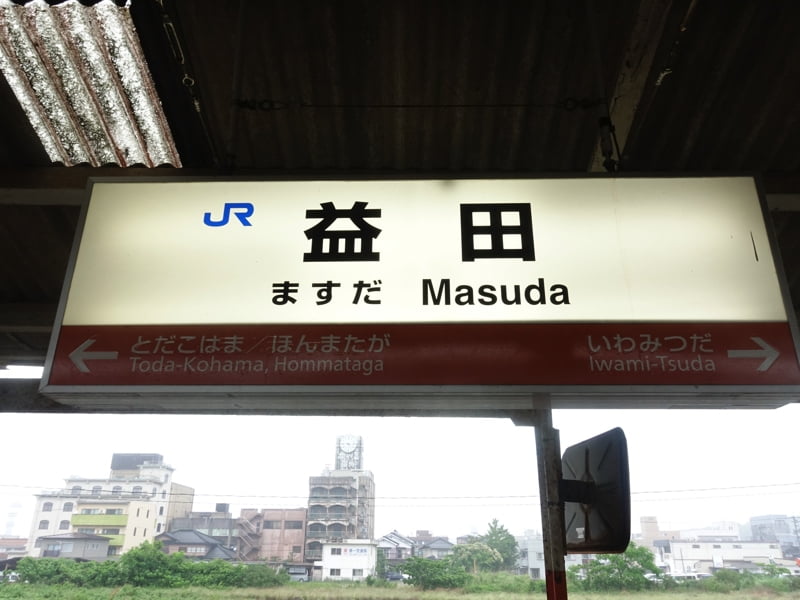 JR 益田
ますだ Masuda
← とだこはま／ほんまたが いわみつだ →
Toda-Kohama, Hommataga Iwami-Tsuda